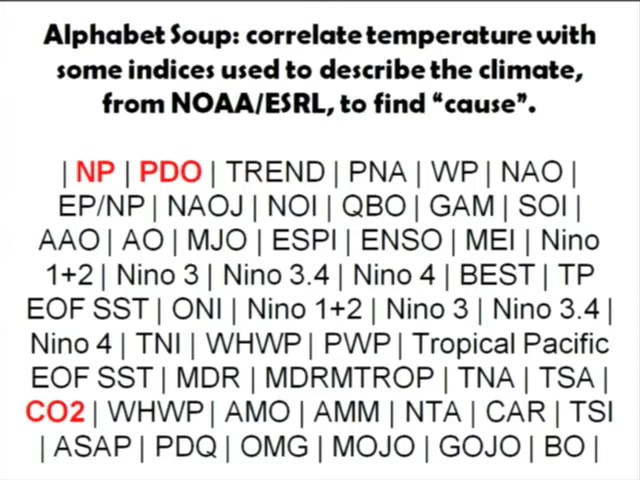 Alphabet Soup: correlate temperature with
some indices used to describe the climate,
from NOAA/ESRL, to find “cause”.
| NP | PDO | TREND | PNA | WP | NAO |
EP/NP | NAOJ | NOI | QBO | GAM | SOI |
AAO | AO | MJO | ESPI | ENSO | MEI | Nino
1+2 | Nino 3 | Nino 3.4 | Nino 4 | BEST | TP
EOF SST | ONI | Nino 1+2 | Nino 3 | Nino 3.4 |
Nino 4 | TNI | WHWP | PWP | Tropical Pacific
EOF SST | MDR | MDRMTROP | TNA | TSA |
CO2 | WHWP | AMO | AMM | NTA | CAR | TSI
| ASAP | PDQ | OMG | MOJO | GOJO | BO |